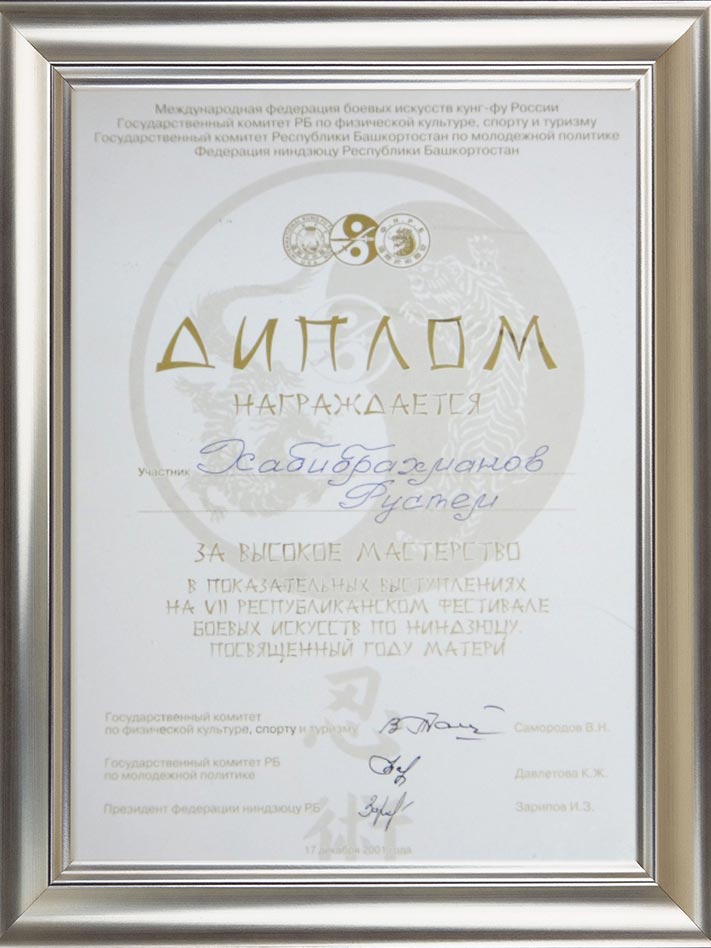 Международная федерация боевых искусств кунг-фу России
Государственный комитет РБ по физической культуре, спорту и туризму
Государственный комитет Республики Башкортостан по молодежной политике
Федерация ниндзюцу Республики Башкортостан
ДИПЛОМ
НАГРАЖДАЕТСЯ
Участник Хабибрахманов
Рустем
ЗА ВЫСОКОЕ МАСТЕРСТВО
В ПОКАЗАТЕЛЬНЫХ ВЫСТУПЛЕНИЯХ
НА VII РЕСПУБЛИКАНСКОМ ФЕСТИВАЛЕ
БОЕВЫХ ИСКУССТВ ПО НИНДЗЮЦУ.
ПОСВЯЩЕННЫЙ ГОДУ МАТЕРИ
忍
術
Государственный комитет
по физической культуре, спорту и туризму Самородов В.Н.
Государственный комитет РБ
по молодежной политике Давлетова К.Ж.
Президент федерации ниндзюцу РБ Зарипов И.З.
17 декабря 2001 года